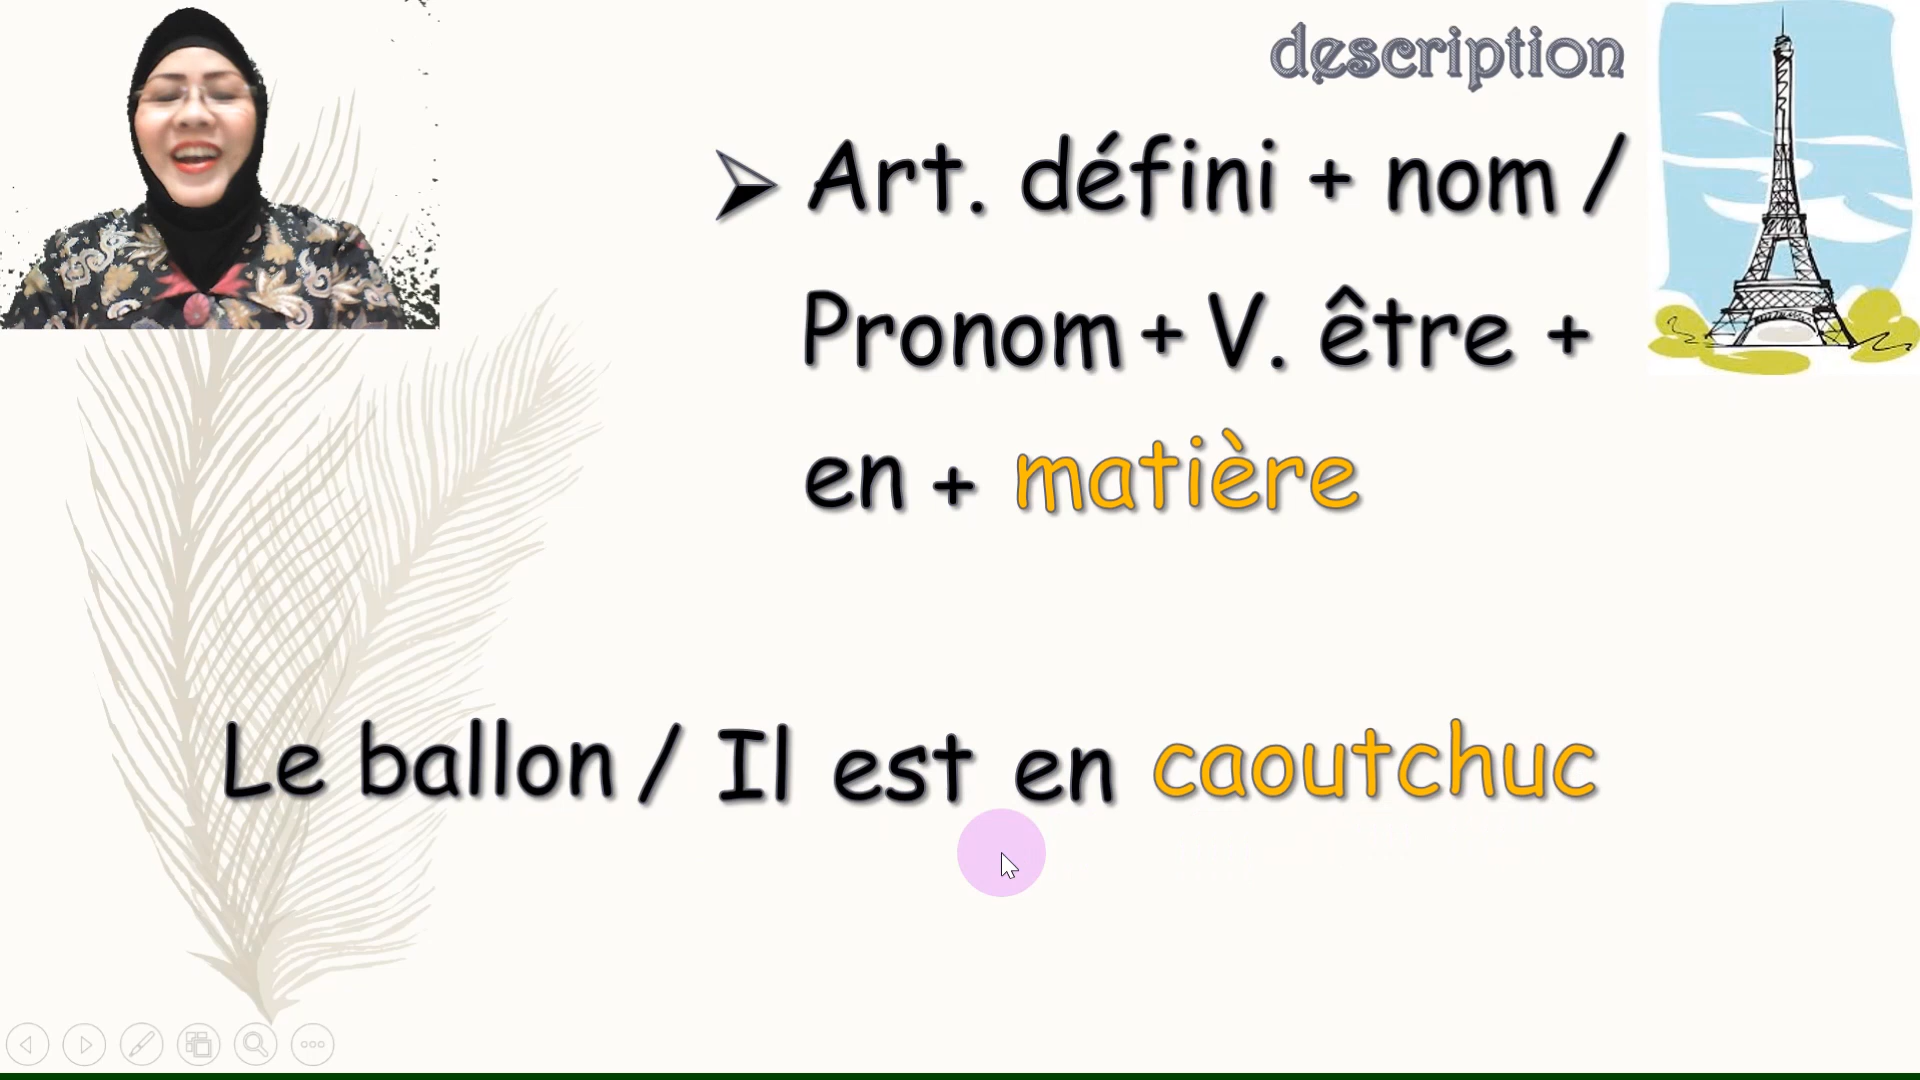 description
Art. défini + nom /
Pronom + V. être +
en + matière
Le ballon / Il est en caoutchuc